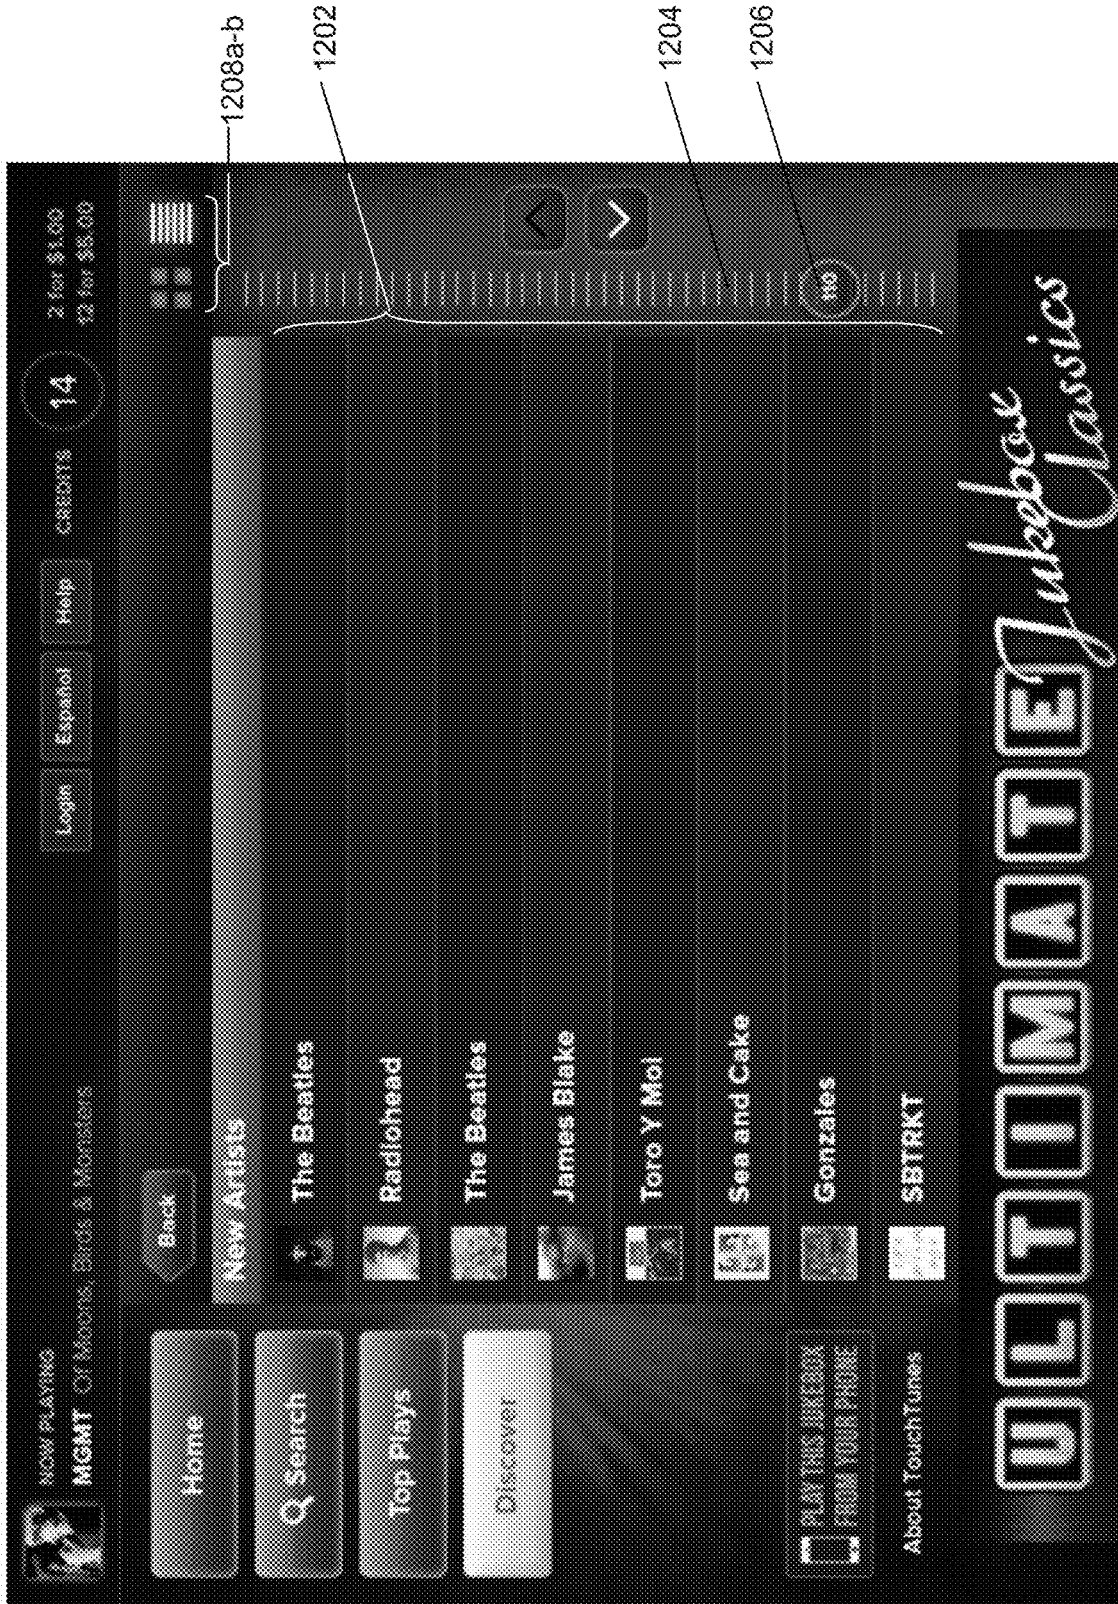 NOW PLAYING
MGMT Of Moons, Birds & Monsters
Login
Español
Help
CREDITS
14
2 for $1.00
12 for $5.00
Home
Search
Top Plays
Discover
PLAY THIS JUKEBOX
FROM YOUR PHONE
About TouchTunes
Back
New Artists
The Beatles
Radiohead
The Beatles
James Blake
Toro Y Moi
Sea and Cake
Gonzales
SBTRKT
110
ULTIMATE Jukebox
Classics
1208a-b
1202
1204
1206